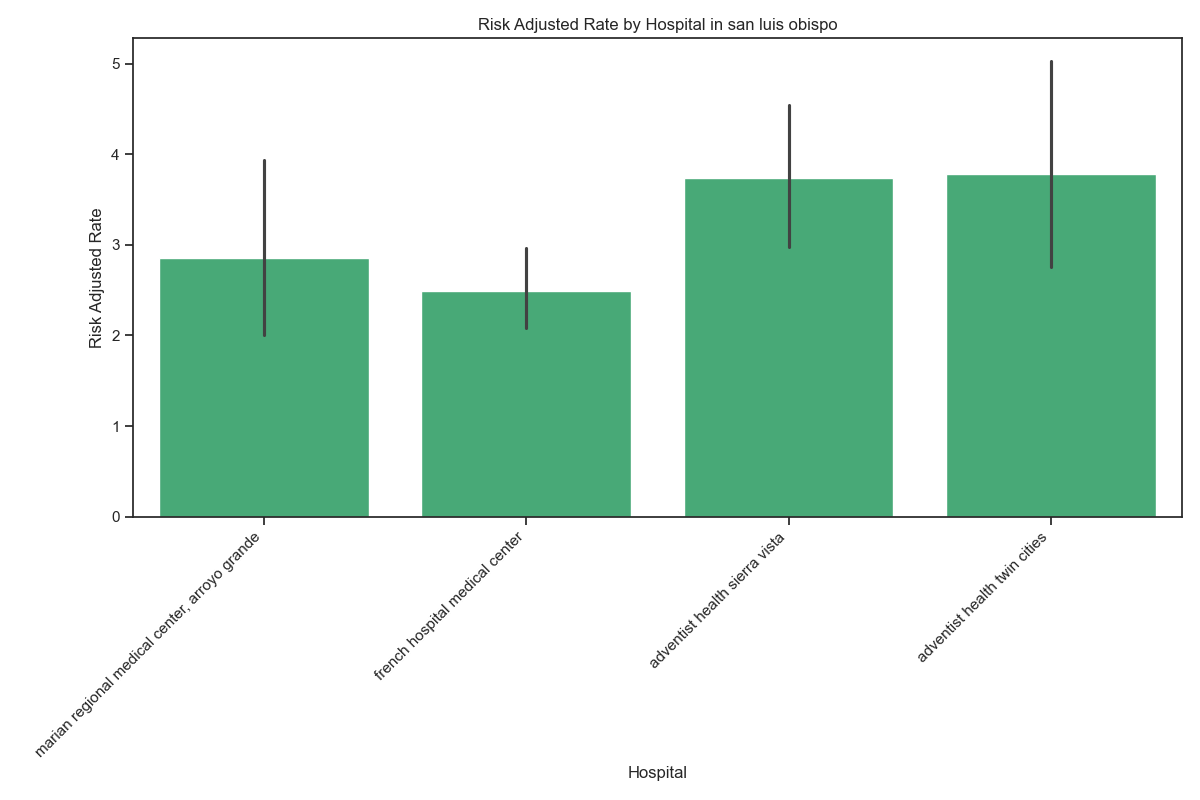 Risk Adjusted Rate by Hospital in san luis obispo
Risk Adjusted Rate
5
4
3
2
1
0
marian regional medical center, arroyo grande
french hospital medical center
adventist health sierra vista
adventist health twin cities
Hospital